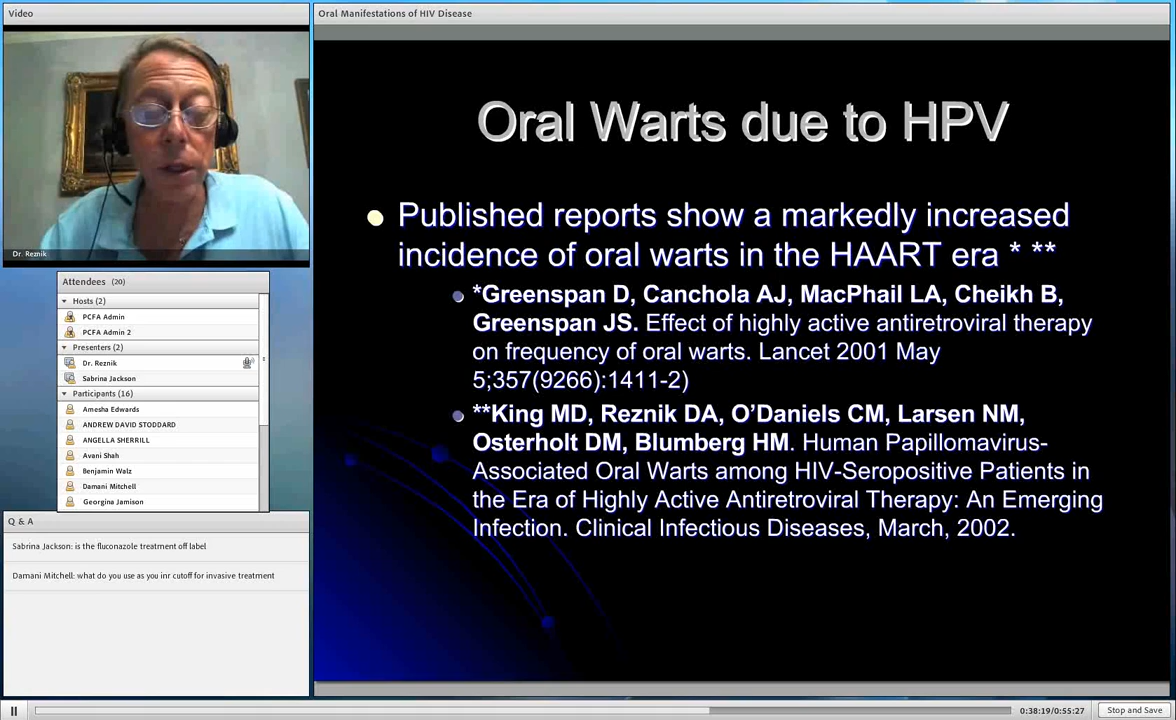 Video
Oral Manifestations of HIV Disease
Dr. Reznik
Attendees (20)
Hosts (2)
PCFA Admin
PCFA Admin 2
Presenters (2)
Dr. Reznik
Sabrina Jackson
Participants (16)
Amesha Edwards
ANDREW DAVID STODDARD
ANGELLA SHERRILL
Avani Shah
Benjamin Walz
Damani Mitchell
Georgina Jamison
Q & A
Sabrina Jackson: is the fluconazole treatment off label
Damani Mitchell: what do you use as you inr cutoff for invasive treatment
Oral Warts due to HPV
Published reports show a markedly increased
incidence of oral warts in the HAART era * **
*Greenspan D, Canchola AJ, MacPhail LA, Cheikh B,
Greenspan JS. Effect of highly active antiretroviral therapy
on frequency of oral warts. Lancet 2001 May
5;357(9266):1411-2)
**King MD, Reznik DA, O’Daniels CM, Larsen NM,
Osterholt DM, Blumberg HM. Human Papillomavirus-
Associated Oral Warts among HIV-Seropositive Patients in
the Era of Highly Active Antiretroviral Therapy: An Emerging
Infection. Clinical Infectious Diseases, March, 2002.
0:38:19/0:55:27
Stop and Save